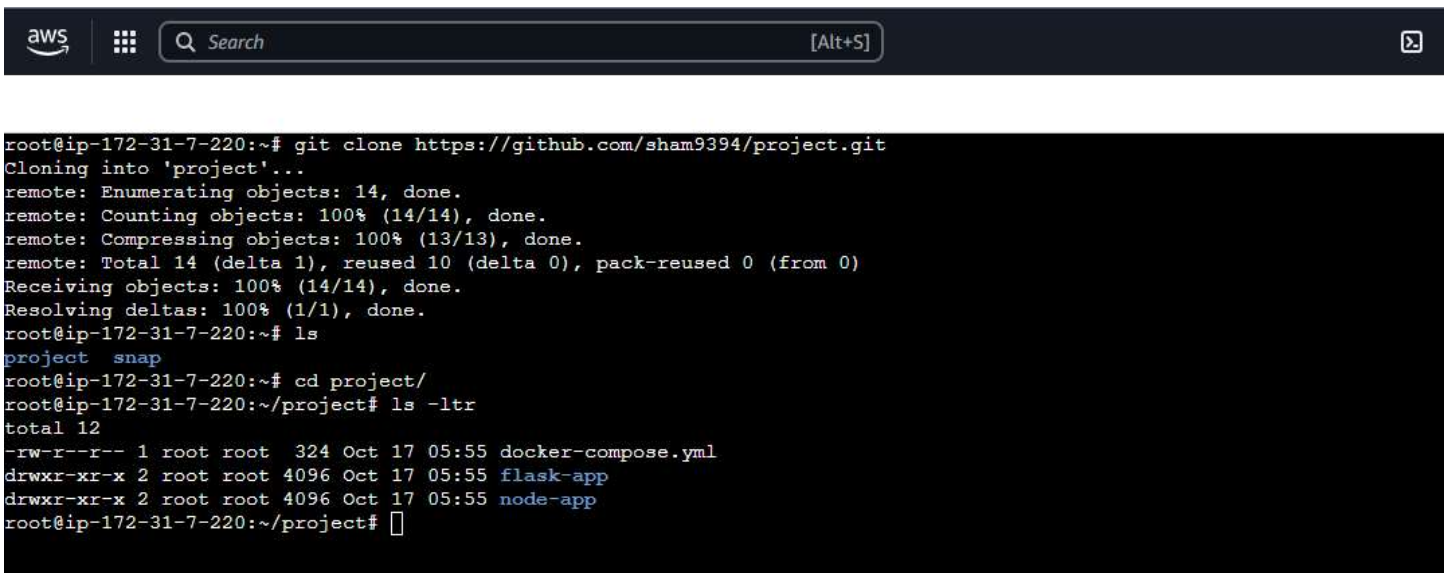 aws
Search [Alt+S]
root@ip-172-31-7-220:~# git clone https://github.com/sham9394/project.git
Cloning into 'project'...
remote: Enumerating objects: 14, done.
remote: Counting objects: 100% (14/14), done.
remote: Compressing objects: 100% (13/13), done.
remote: Total 14 (delta 1), reused 10 (delta 0), pack-reused 0 (from 0)
Receiving objects: 100% (14/14), done.
Resolving deltas: 100% (1/1), done.
root@ip-172-31-7-220:~# ls
project  snap
root@ip-172-31-7-220:~# cd project/
root@ip-172-31-7-220:~/project# ls -ltr
total 12
-rw-r--r-- 1 root root  324 Oct 17 05:55 docker-compose.yml
drwxr-xr-x 2 root root 4096 Oct 17 05:55 flask-app
drwxr-xr-x 2 root root 4096 Oct 17 05:55 node-app
root@ip-172-31-7-220:~/project#